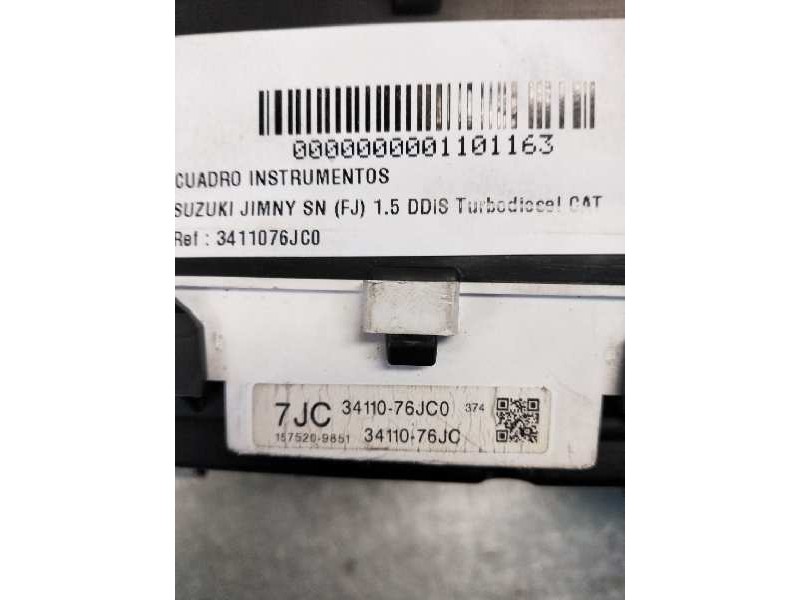 0000000001101163
CUADRO INSTRUMENTOS
SUZUKI JIMNY SN (FJ) 1.5 DDIS Turbodiesel CAT
Ref : 3411076JC0
7JC 34110-76JC0 374
157520-9851 34110-76JC